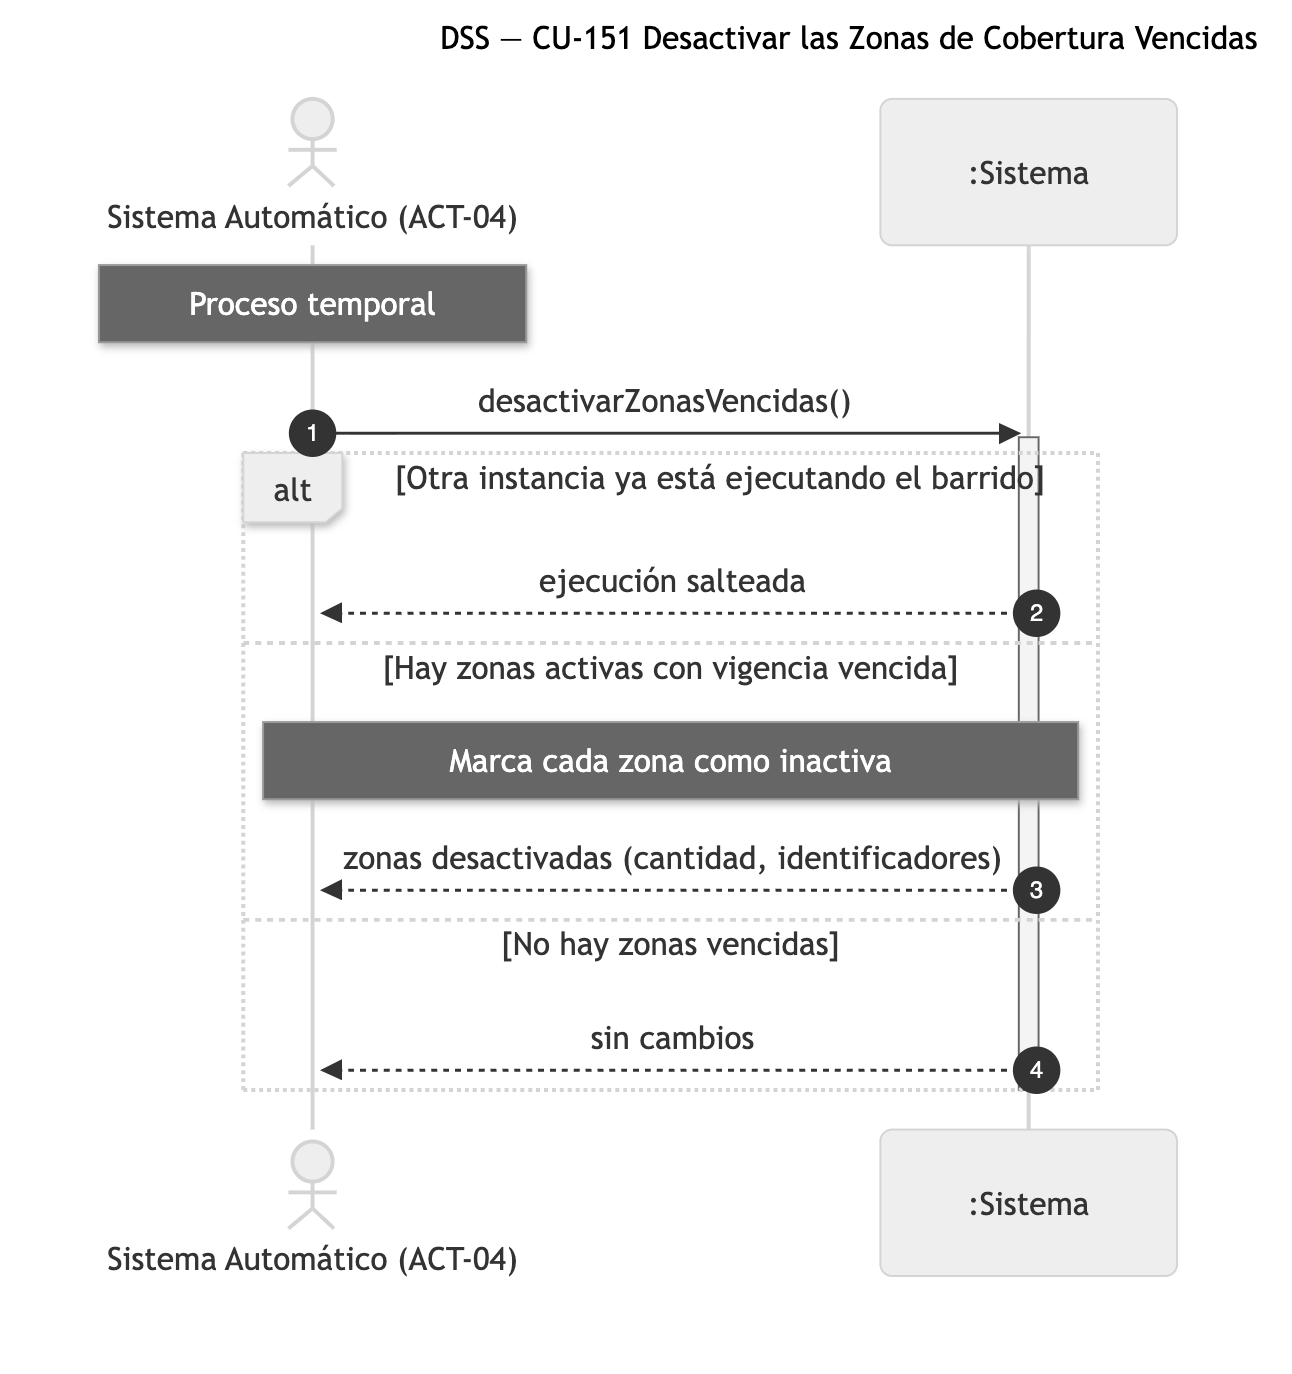 DSS — CU-151 Desactivar las Zonas de Cobertura Vencidas
:Sistema
Sistema Automático (ACT-04)
Proceso temporal
desactivarZonasVencidas()
1
alt
[Otra instancia ya está ejecutando el barrido]
ejecución salteada
2
[Hay zonas activas con vigencia vencida]
Marca cada zona como inactiva
zonas desactivadas (cantidad, identificadores)
3
[No hay zonas vencidas]
sin cambios
4
:Sistema
Sistema Automático (ACT-04)